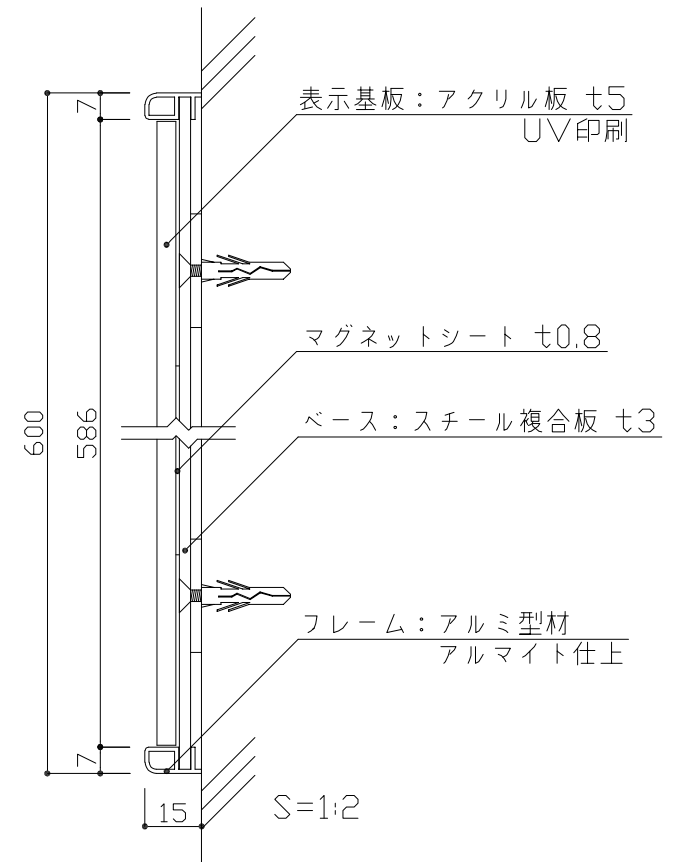 7
表示基板：アクリル板 t5
UV印刷
マグネットシート t0.8
600
586
ベース：スチール複合板 t3
フレーム：アルミ型材
アルマイト仕上
7
15
S=1:2